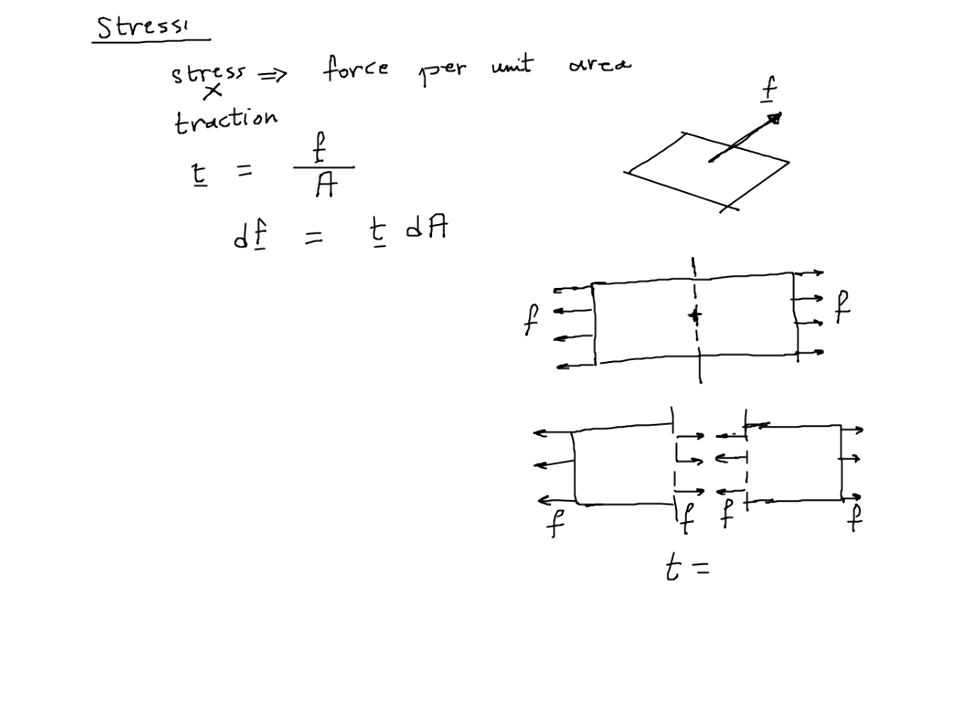 Stress:
stress ⇒ force per unit area
×
traction
f
t = f / A
df = t dA
f f
f f f f
t =